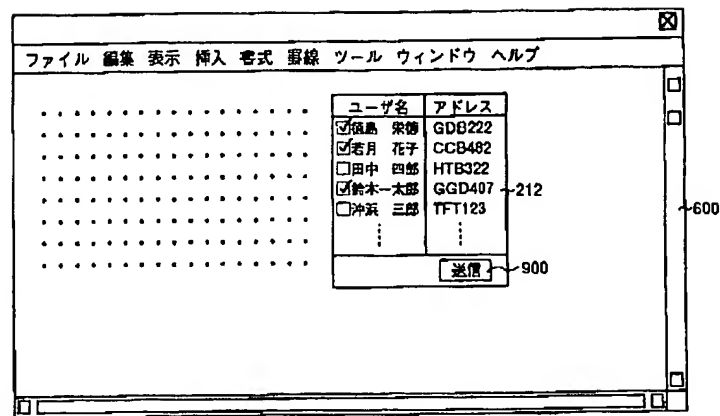 ファイル 編集 表示 挿入 書式 罫線 ツール ウィンドウ ヘルプ
ユーザ名 アドレス
栄徳 GDB222
若月 花子 CCB482
田中 四郎 HTB322
鈴木一太郎 GGD407
沖浜 三郎 TFT123
送信
212
600
900